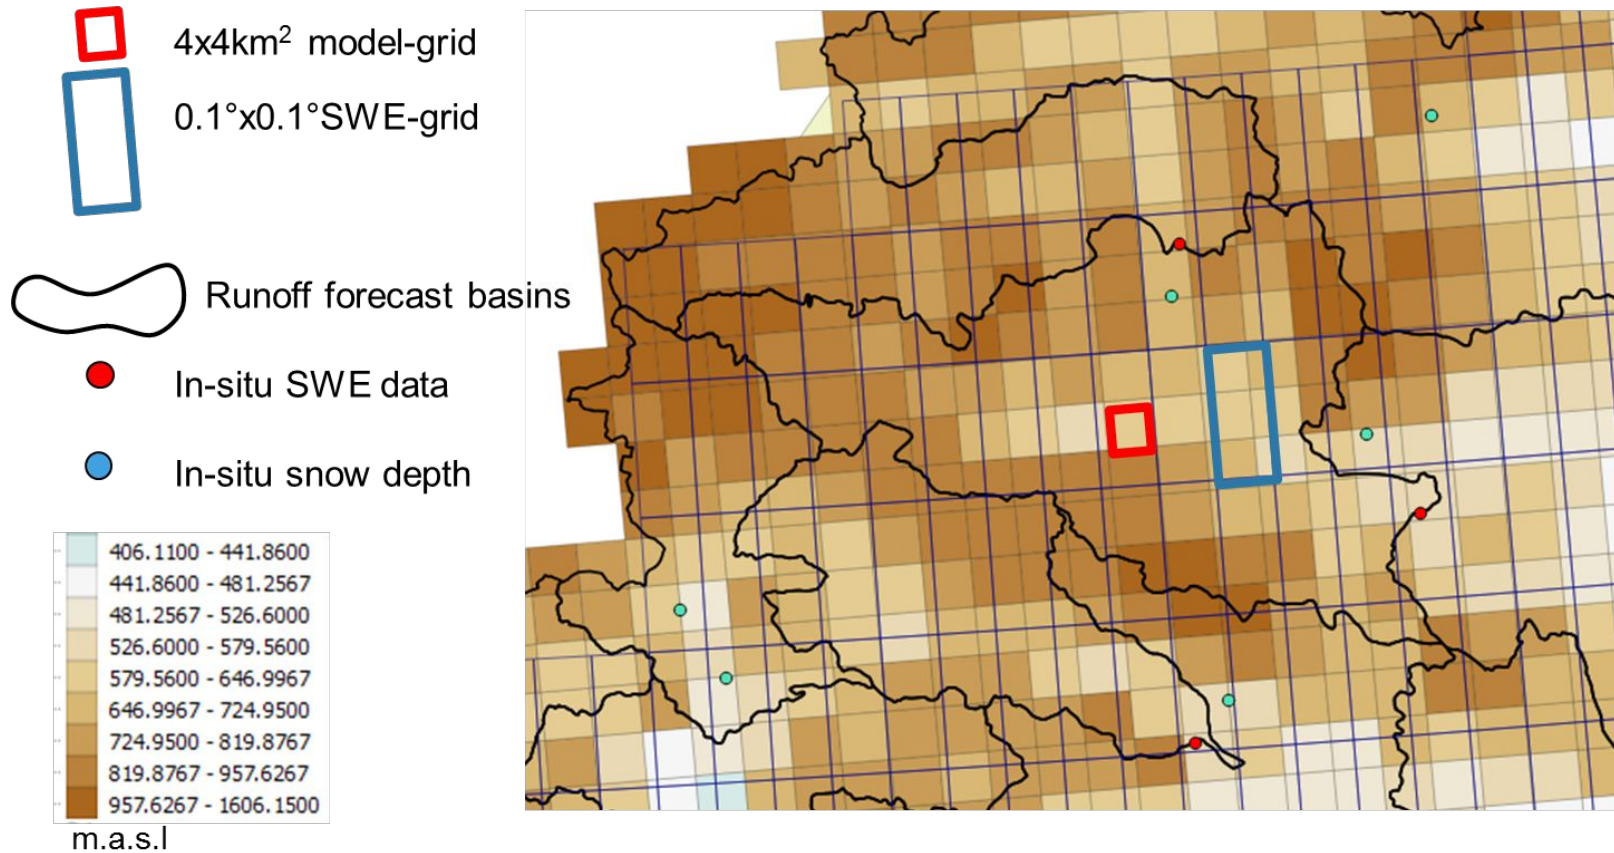 4x4km² model-grid
0.1°x0.1°SWE-grid
Runoff forecast basins
In-situ SWE data
In-situ snow depth
406.1100 - 441.8600
441.8600 - 481.2567
481.2567 - 526.6000
526.6000 - 579.5600
579.5600 - 646.9967
646.9967 - 724.9500
724.9500 - 819.8767
819.8767 - 957.6267
957.6267 - 1606.1500
m.a.s.l